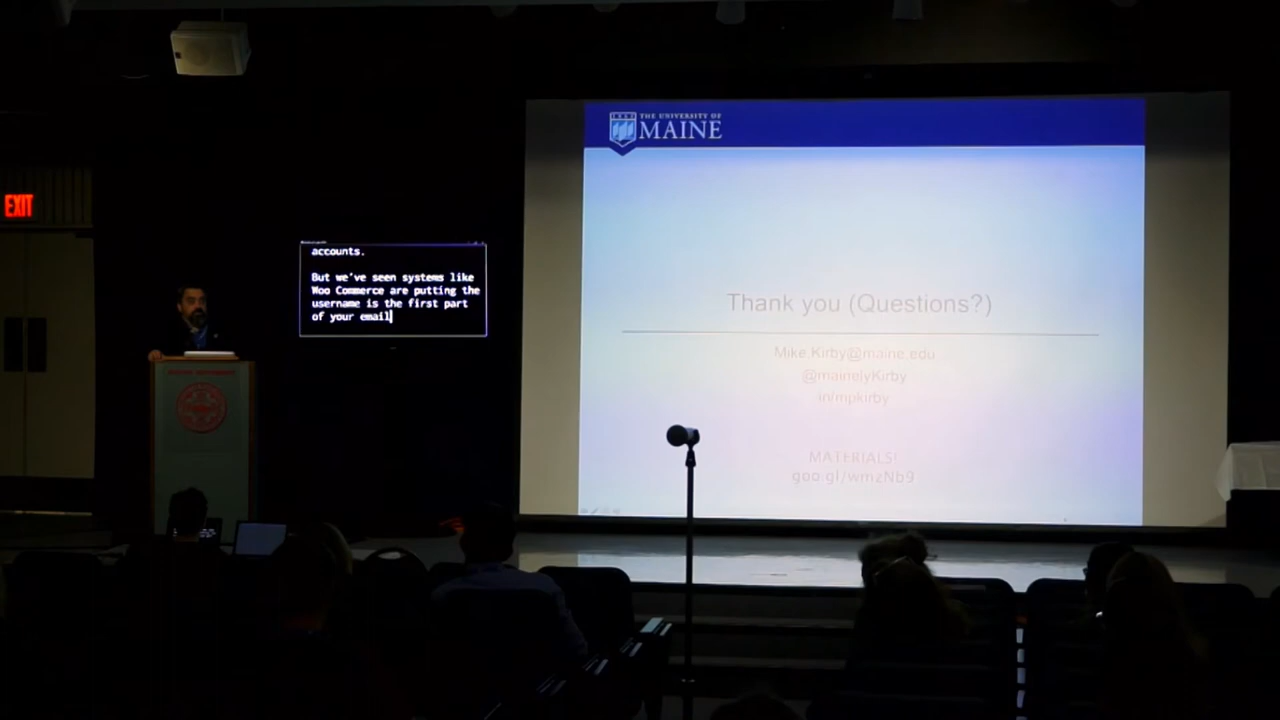 EXIT
accounts.
But we've seen systems like
Woo Commerce are putting the
username is the first part
of your email
THE UNIVERSITY OF
MAINE
Thank you (Questions?)
Mike.Kirby@maine.edu
@mainelyKirby
in/mpkirby
MATERIALS!
goo.gl/wmzNb9